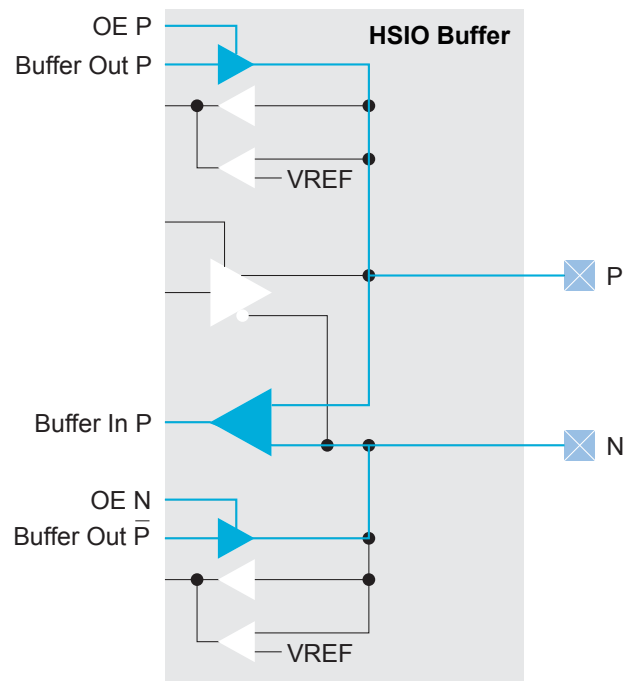 OE P
HSIO Buffer
Buffer Out P
VREF
P
Buffer In P
N
OE N
Buffer Out P̅
VREF